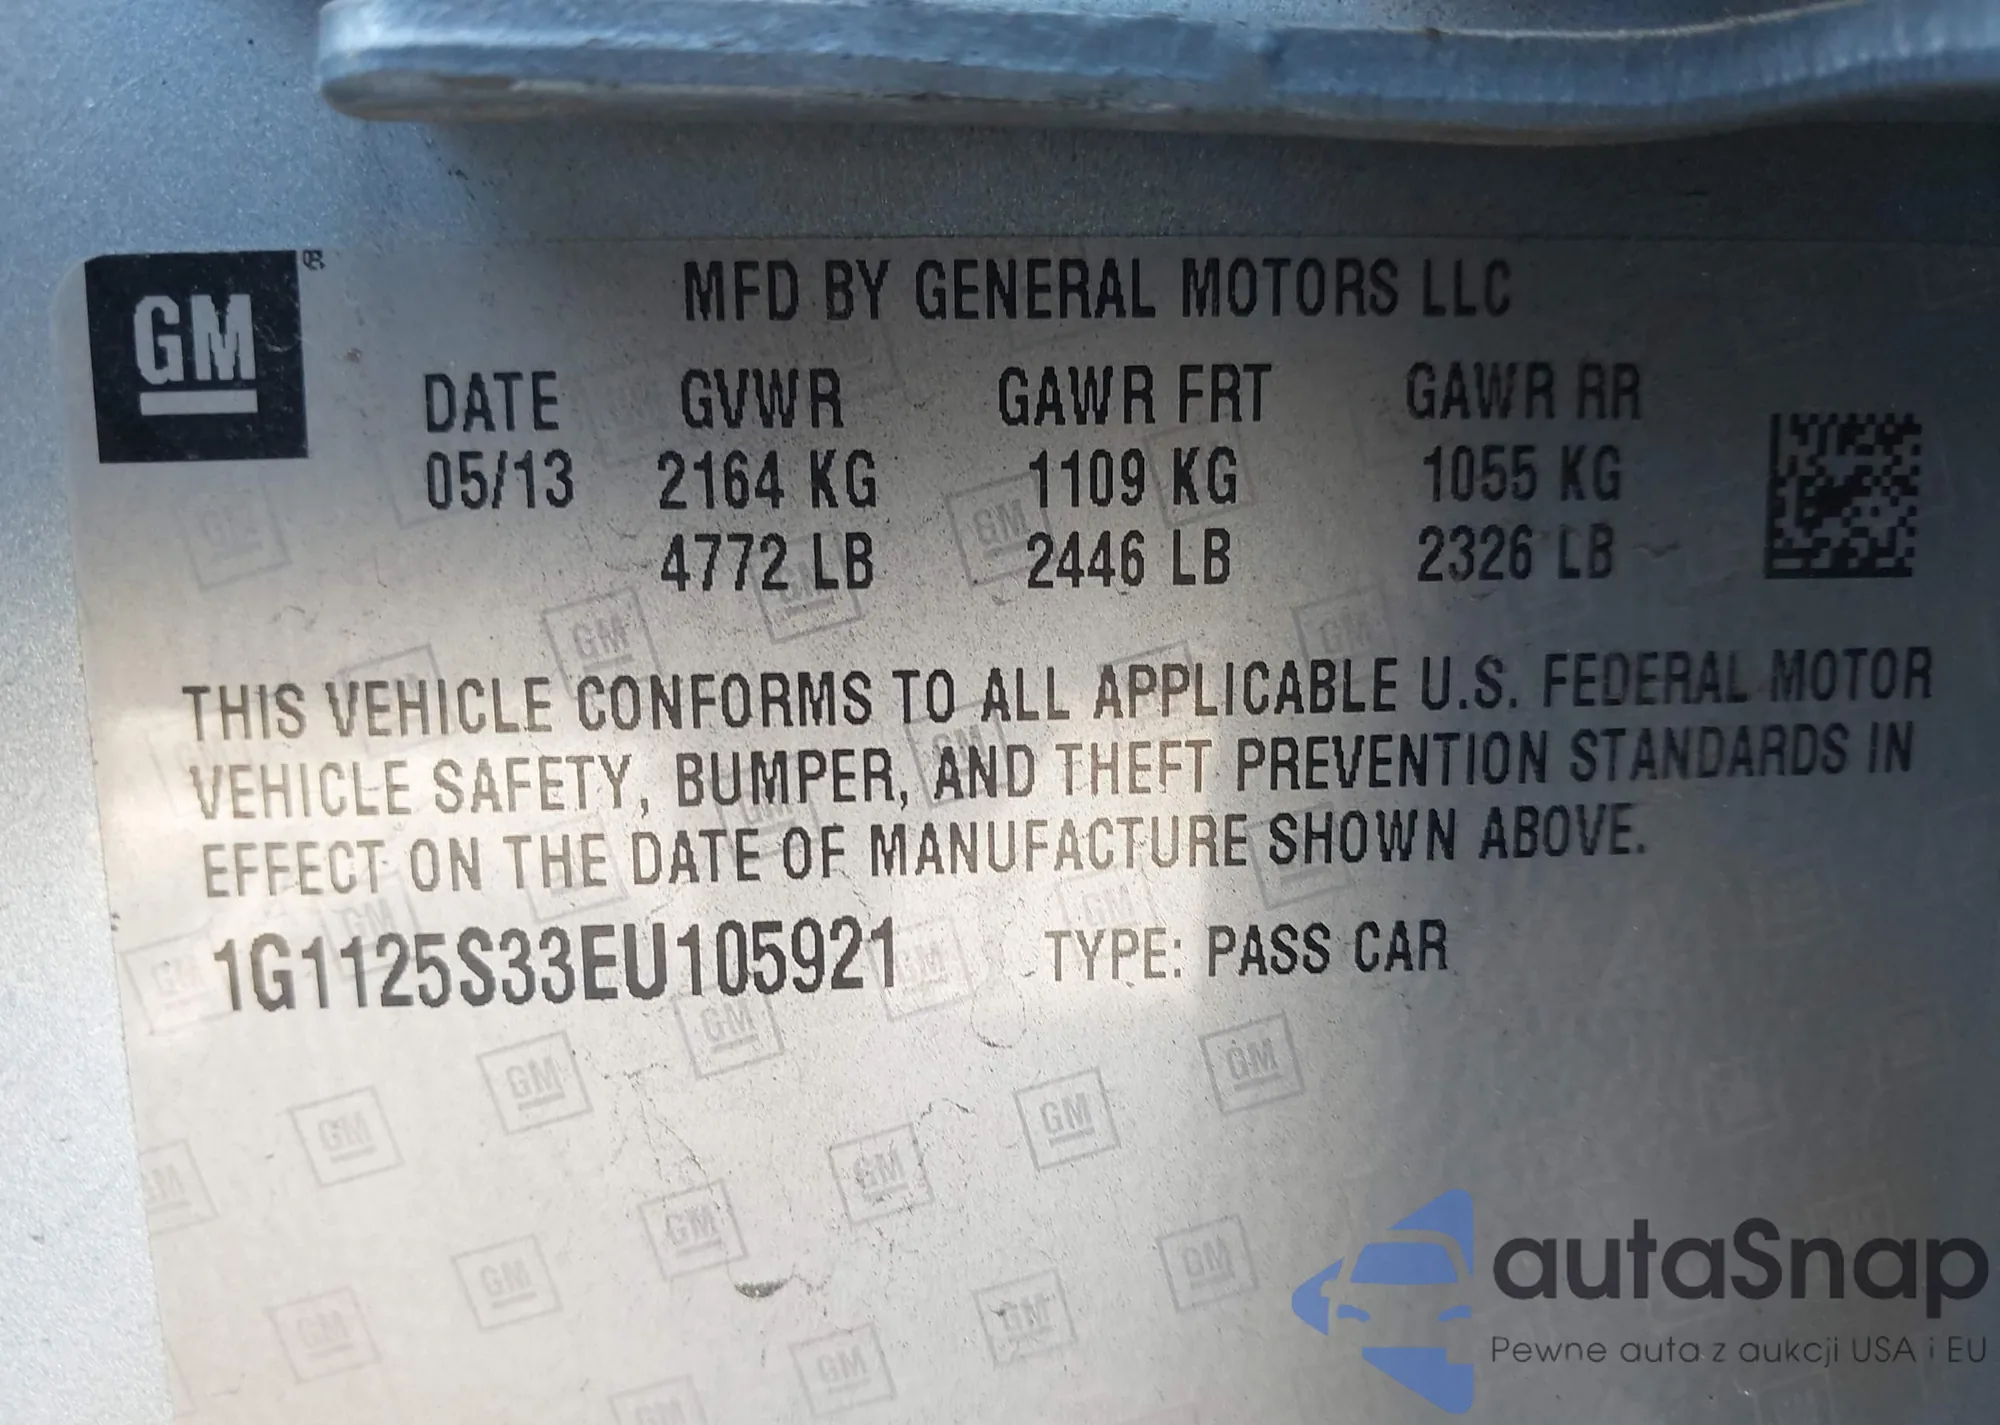 GM ®
MFD BY GENERAL MOTORS LLC
DATE GVWR GAWR FRT GAWR RR
05/13 2164 KG 1109 KG 1055 KG
4772 LB 2446 LB 2326 LB
THIS VEHICLE CONFORMS TO ALL APPLICABLE U.S. FEDERAL MOTOR
VEHICLE SAFETY, BUMPER, AND THEFT PREVENTION STANDARDS IN
EFFECT ON THE DATE OF MANUFACTURE SHOWN ABOVE.
1G1125S33EU105921 TYPE: PASS CAR
autaSnap
Pewne auta z aukcji USA i EU